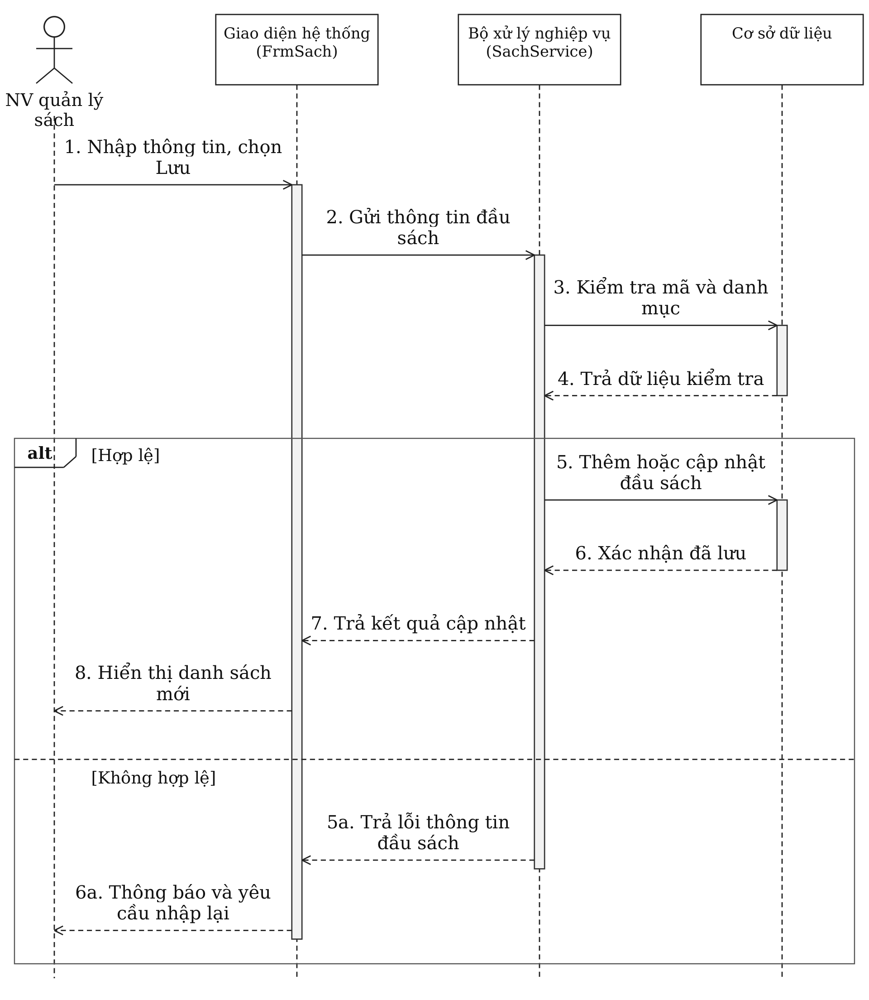 Giao diện hệ thống
(FrmSach)
Bộ xử lý nghiệp vụ
(SachService)
Cơ sở dữ liệu
NV quản lý
sách
1. Nhập thông tin, chọn
Lưu
2. Gửi thông tin đầu
sách
3. Kiểm tra mã và danh
mục
4. Trả dữ liệu kiểm tra
alt
[Hợp lệ]
5. Thêm hoặc cập nhật
đầu sách
6. Xác nhận đã lưu
7. Trả kết quả cập nhật
8. Hiển thị danh sách
mới
[Không hợp lệ]
5a. Trả lỗi thông tin
đầu sách
6a. Thông báo và yêu
cầu nhập lại